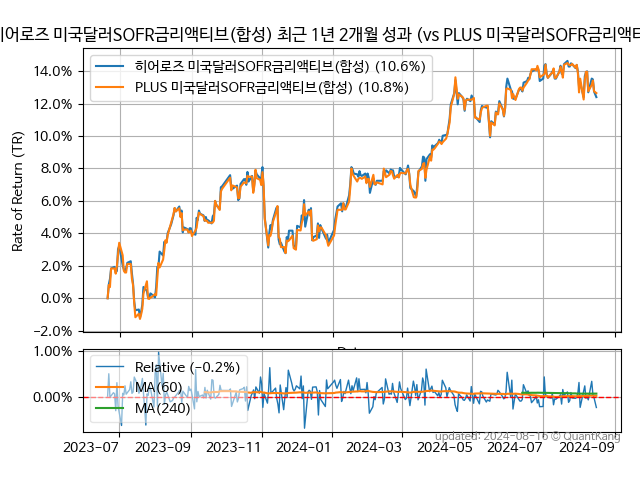 히어로즈 미국달러SOFR금리액티브(합성) 최근 1년 2개월 성과 (vs PLUS 미국달러SOFR금리액티
히어로즈 미국달러SOFR금리액티브(합성) (10.6%)
PLUS 미국달러SOFR금리액티브(합성) (10.8%)
Rate of Return (TR)
14.0%
12.0%
10.0%
8.0%
6.0%
4.0%
2.0%
0.0%
−2.0%
1.00%
0.00%
Relative (−0.2%)
MA(60)
MA(240)
2023-07 2023-09 2023-11 2024-01 2024-03 2024-05 2024-07 2024-09
updated: 2024-08-16 © QuantKang